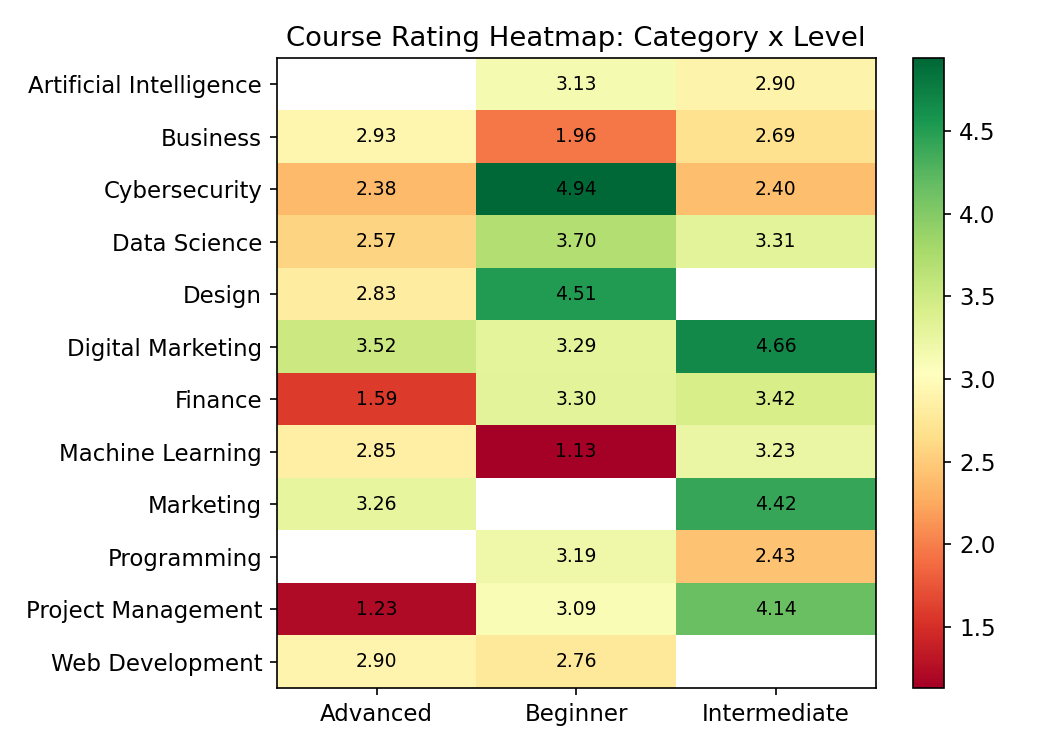 Course Rating Heatmap: Category x Level
Artificial Intelligence 3.13 2.90
Business 2.93 1.96 2.69
Cybersecurity 2.38 4.94 2.40
Data Science 2.57 3.70 3.31
Design 2.83 4.51
Digital Marketing 3.52 3.29 4.66
Finance 1.59 3.30 3.42
Machine Learning 2.85 1.13 3.23
Marketing 3.26 4.42
Programming 3.19 2.43
Project Management 1.23 3.09 4.14
Web Development 2.90 2.76
Advanced Beginner Intermediate
4.5
4.0
3.5
3.0
2.5
2.0
1.5